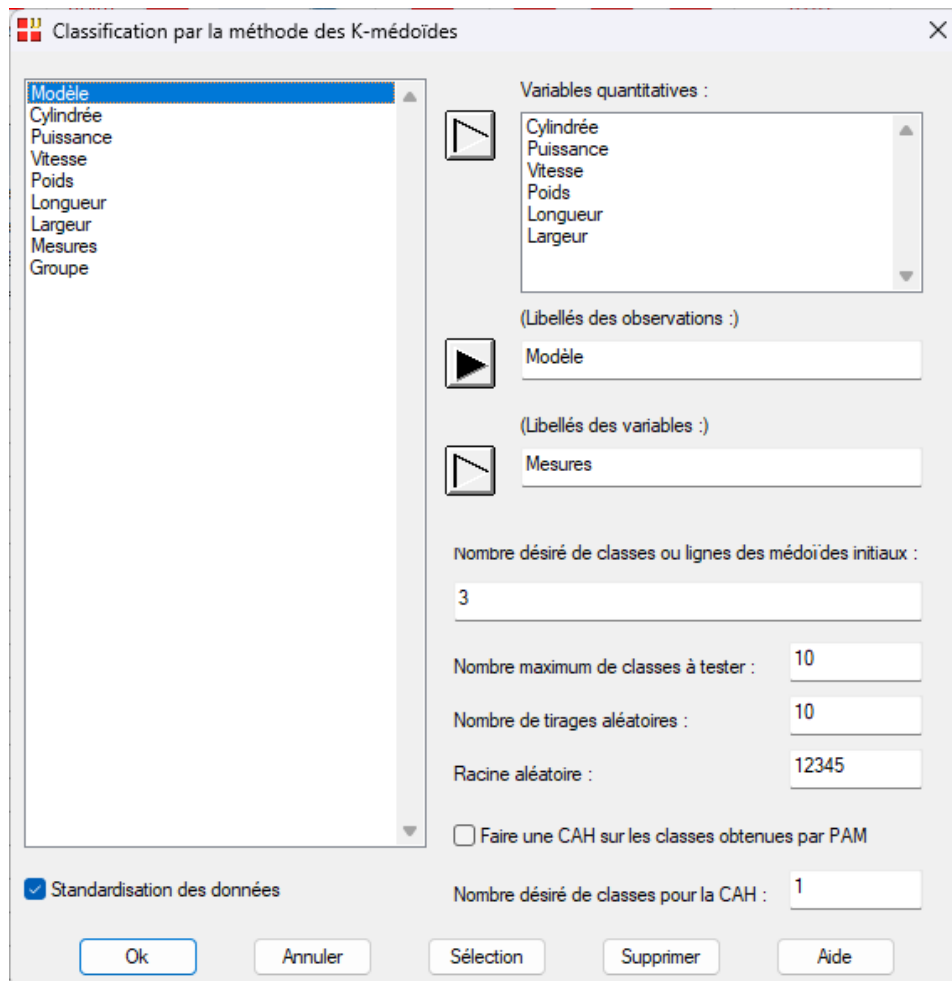 Classification par la méthode des K-médoïdes
Modèle
Cylindrée
Puissance
Vitesse
Poids
Longueur
Largeur
Mesures
Groupe
Standardisation des données
Variables quantitatives :
Cylindrée
Puissance
Vitesse
Poids
Longueur
Largeur
(Libellés des observations :)
Modèle
(Libellés des variables :)
Mesures
Nombre désiré de classes ou lignes des médoïdes initiaux :
3
Nombre maximum de classes à tester :
10
Nombre de tirages aléatoires :
10
Racine aléatoire :
12345
Faire une CAH sur les classes obtenues par PAM
Nombre désiré de classes pour la CAH :
1
Ok
Annuler
Sélection
Supprimer
Aide